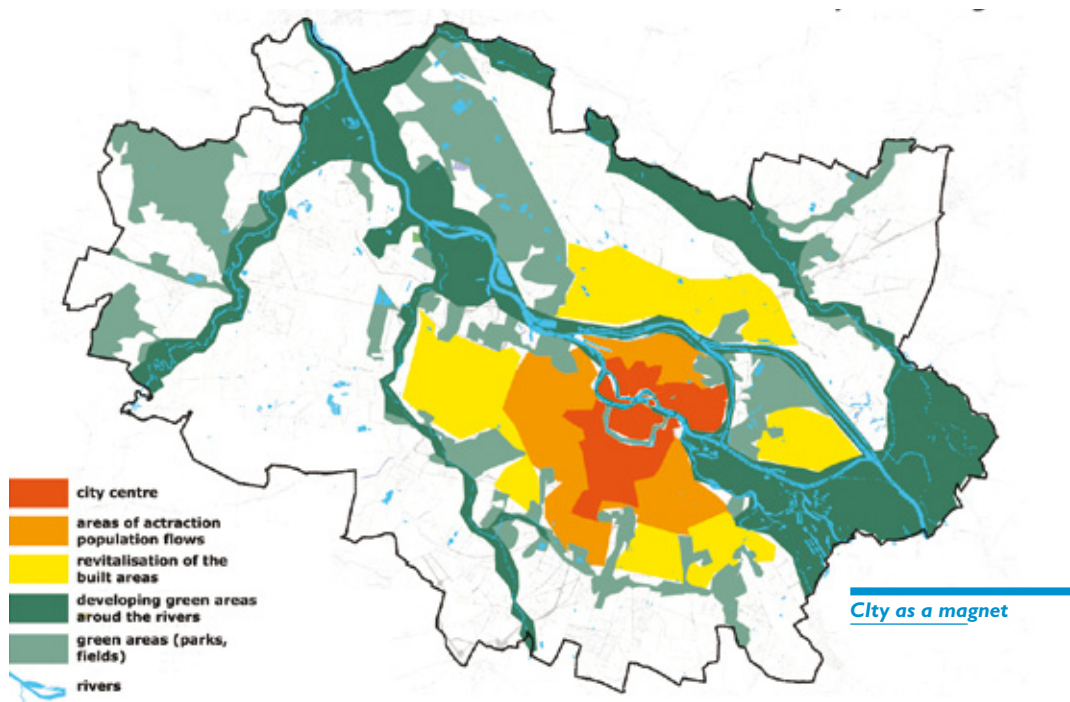 city centre
areas of actraction
population flows
revitalisation of the
built areas
developing green areas
aroud the rivers
green areas (parks,
fields)
rivers
CIty as a magnet